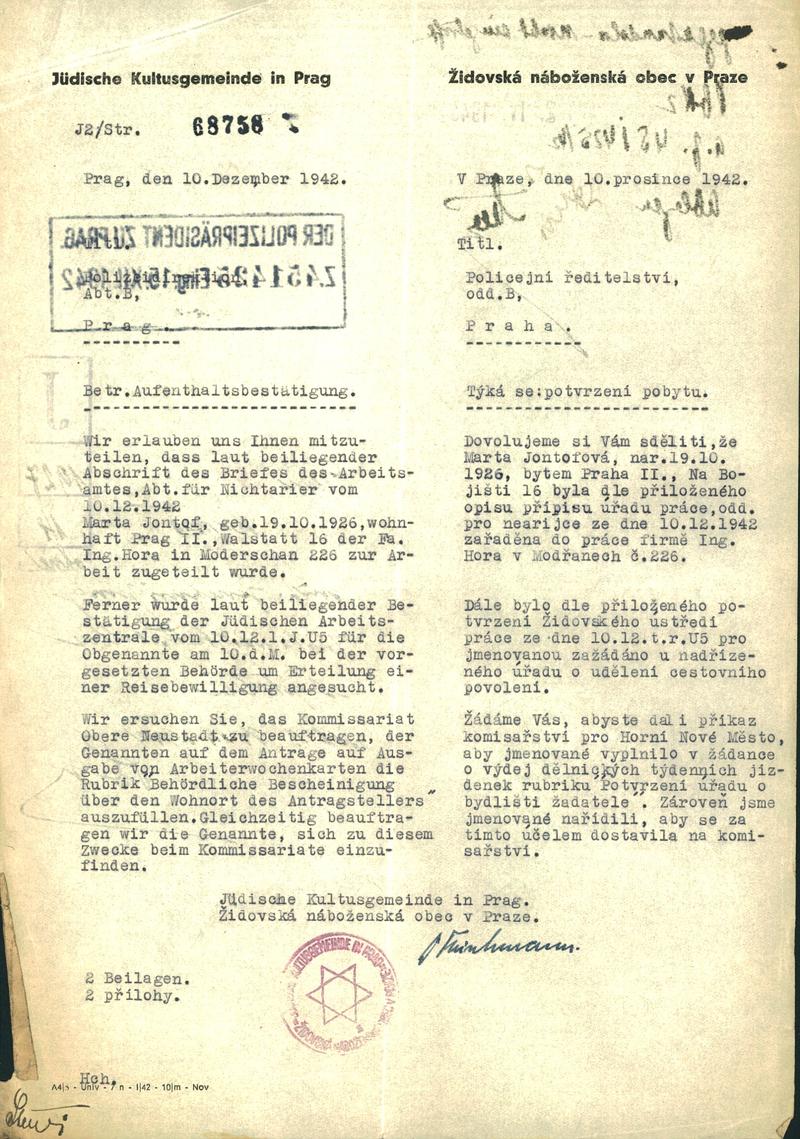 Jüdische Kultusgemeinde in Prag
J2/Str. 68758
Prag, den 10.Dezember 1942.
DER POLIZEIPRÄSIDENT ZU PRAG
Abt.B,
P r a g .
Betr.Aufenthaltsbestätigung.
Wir erlauben uns Ihnen mitzu-
teilen, dass laut beiliegender
Abschrift des Briefes des Arbeits-
amtes,Abt.für Nichtarier vom
10.12.1942
Marta Jontof, geb.19.10.1926,wohn-
haft Prag II.,Walstatt 16 der Fa.
Ing.Hora in Moderschan 226 zur Ar-
beit zugeteilt wurde.
Ferner wurde laut beiliegender Be-
stätigung der Jüdischen Arbeits-
zentrale vom 10.12.l.J.U5 für die
Obgenannte am 10.d.M. bei der vor-
gesetzten Behörde um Erteilung ei-
ner Reisebewilligung angesucht.
Wir ersuchen Sie, das Kommissariat
Obere Neustadt zu beauftragen, der
Genannten auf dem Antrage auf Aus-
gabe von Arbeiterwochenkarten die
Rubrik "Behördliche Bescheinigung
über den Wohnort des Antragstellers"
auszufüllen.Gleichzeitig beauftra-
gen wir die Genannte, sich zu diesem
Zwecke beim Kommissariate einzu-
finden.
Židovská náboženská obec v Praze
V Praze, dne 10.prosince 1942.
Titl.
Policejní ředitelství,
odd.B,
P r a h a .
Týká se:potvrzení pobytu.
Dovolujeme si Vám sděliti,že
Marta Jontofová, nar.19.10.
1926, bytem Praha II., Na Bo-
jišti 16 byla dle přiloženého
opisu přípisu úřadu práce,odd.
pro nearijce ze dne 10.12.1942
zařaděna do práce firmě Ing.
Hora v Modřanech č.226.
Dále bylo dle přiloženého po-
tvrzení Židovského ústředí
práce ze dne 10.12.t.r.U5 pro
jmenovanou zažádáno u nadříze-
ného úřadu o udělení cestovního
povolení.
Žádáme Vás, abyste dali příkaz
komisařství pro Horní Nové Město,
aby jmenované vyplnilo v žádance
o výdej dělnických týdenních jíz-
denek rubriku "Potvrzení úřadu o
bydlišti žadatele". Zároveň jsme
jmenované nařídili, aby se za
tímto účelem dostavila na komi-
sařství.
Jüdische Kultusgemeinde in Prag.
Židovská náboženská obec v Praze.
2 Beilagen.
2 přílohy.
Hch.
A4|5 - Univ - 7 n - I|42 - 10|m - Nov